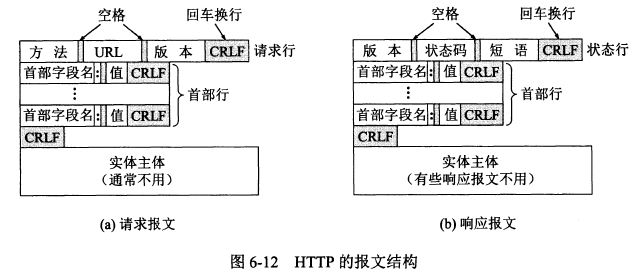 空格 回车换行
方法 URL 版本 CRLF 请求行
首部字段名: 值 CRLF
⋮
首部字段名: 值 CRLF
首部行
CRLF
实体主体
（通常不用）
(a) 请求报文
空格 回车换行
版本 状态码 短语 CRLF 状态行
首部字段名: 值 CRLF
⋮
首部字段名: 值 CRLF
首部行
CRLF
实体主体
（有些响应报文不用）
(b) 响应报文
图 6-12 HTTP 的报文结构